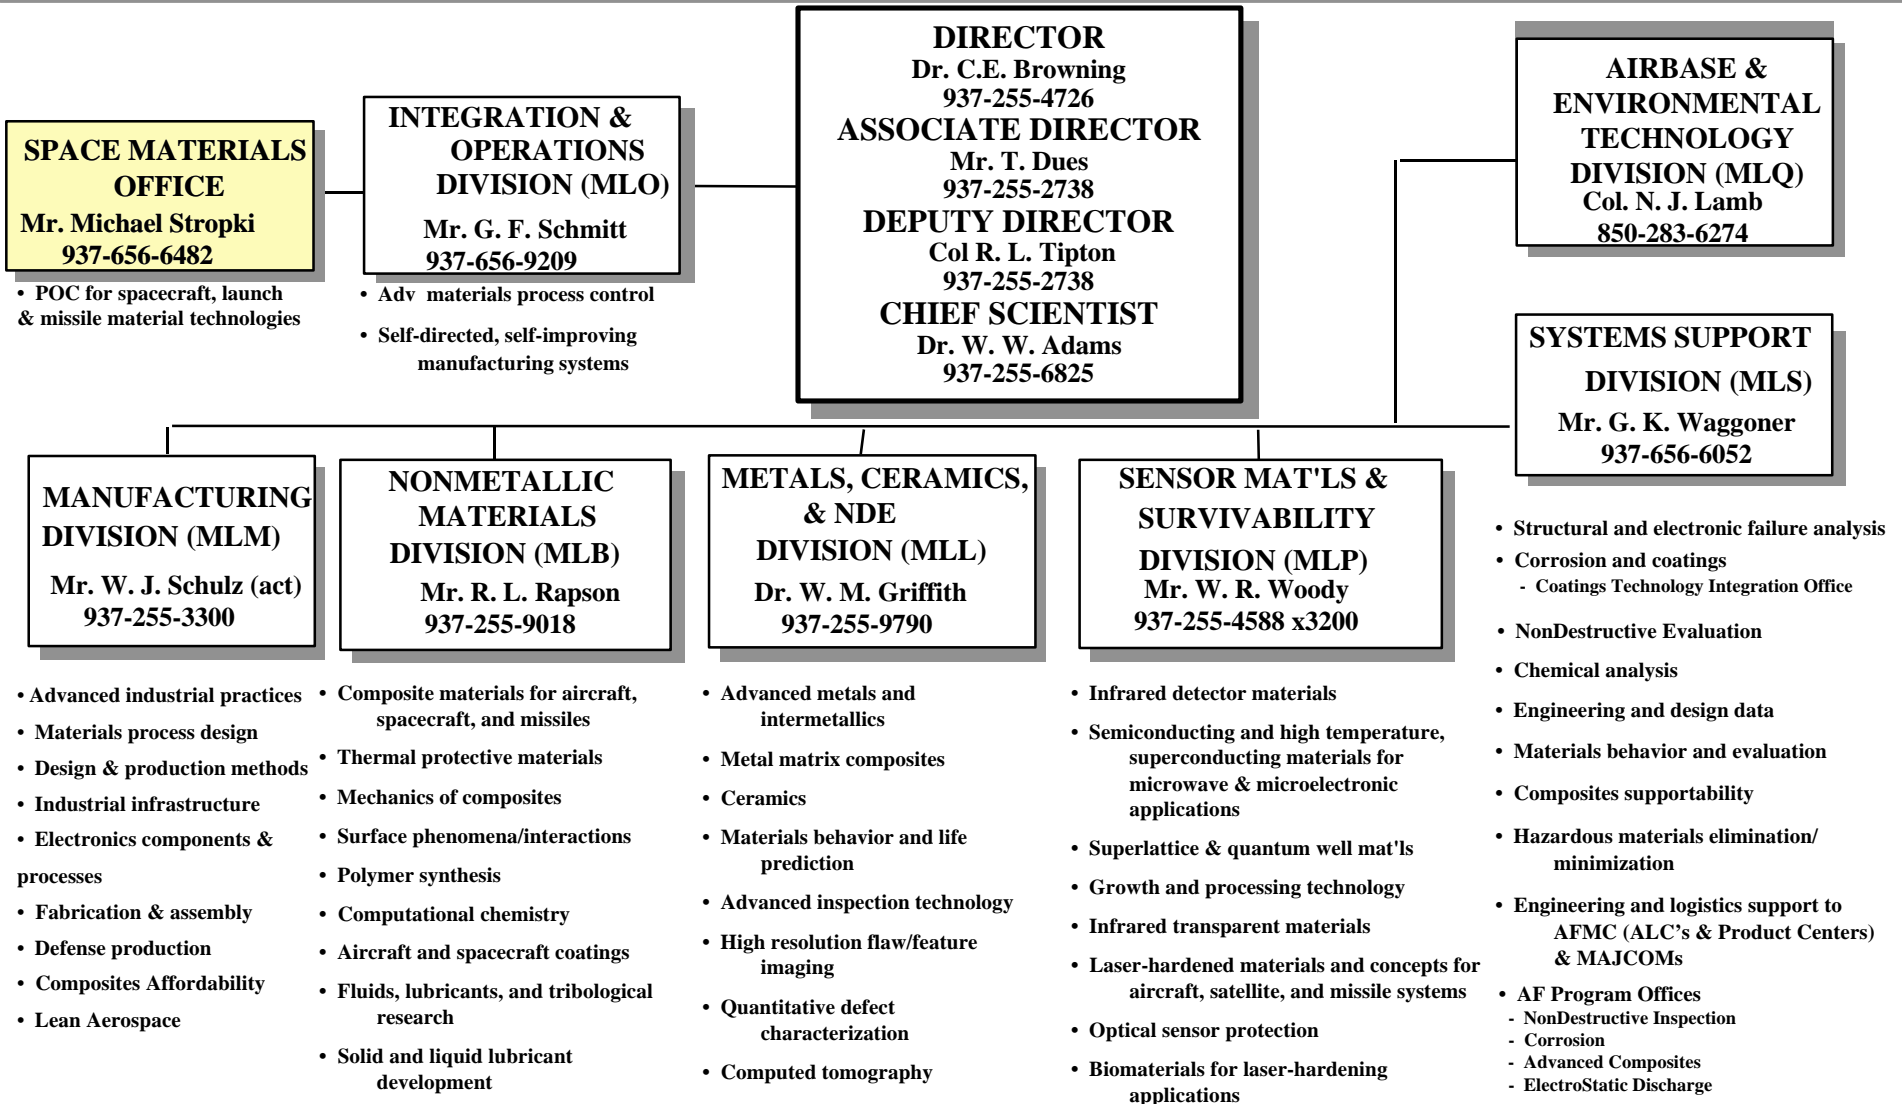 DIRECTOR
Dr. C.E. Browning
937-255-4726
ASSOCIATE DIRECTOR
Mr. T. Dues
937-255-2738
DEPUTY DIRECTOR
Col R. L. Tipton
937-255-2738
CHIEF SCIENTIST
Dr. W. W. Adams
937-255-6825
SPACE MATERIALS
OFFICE
Mr. Michael Stropki
937-656-6482
• POC for spacecraft, launch
& missile material technologies
INTEGRATION &
OPERATIONS
DIVISION (MLO)
Mr. G. F. Schmitt
937-656-9209
• Adv materials process control
• Self-directed, self-improving
manufacturing systems
AIRBASE &
ENVIRONMENTAL
TECHNOLOGY
DIVISION (MLQ)
Col. N. J. Lamb
850-283-6274
SYSTEMS SUPPORT
DIVISION (MLS)
Mr. G. K. Waggoner
937-656-6052
• Structural and electronic failure analysis
• Corrosion and coatings
- Coatings Technology Integration Office
• NonDestructive Evaluation
• Chemical analysis
• Engineering and design data
• Materials behavior and evaluation
• Composites supportability
• Hazardous materials elimination/
minimization
• Engineering and logistics support to
AFMC (ALC's & Product Centers)
& MAJCOMs
• AF Program Offices
- NonDestructive Inspection
- Corrosion
- Advanced Composites
- ElectroStatic Discharge
MANUFACTURING
DIVISION (MLM)
Mr. W. J. Schulz (act)
937-255-3300
• Advanced industrial practices
• Materials process design
• Design & production methods
• Industrial infrastructure
• Electronics components &
processes
• Fabrication & assembly
• Defense production
• Composites Affordability
• Lean Aerospace
NONMETALLIC
MATERIALS
DIVISION (MLB)
Mr. R. L. Rapson
937-255-9018
• Composite materials for aircraft,
spacecraft, and missiles
• Thermal protective materials
• Mechanics of composites
• Surface phenomena/interactions
• Polymer synthesis
• Computational chemistry
• Aircraft and spacecraft coatings
• Fluids, lubricants, and tribological
research
• Solid and liquid lubricant
development
METALS, CERAMICS,
& NDE
DIVISION (MLL)
Dr. W. M. Griffith
937-255-9790
• Advanced metals and
intermetallics
• Metal matrix composites
• Ceramics
• Materials behavior and life
prediction
• Advanced inspection technology
• High resolution flaw/feature
imaging
• Quantitative defect
characterization
• Computed tomography
SENSOR MAT'LS &
SURVIVABILITY
DIVISION (MLP)
Mr. W. R. Woody
937-255-4588 x3200
• Infrared detector materials
• Semiconducting and high temperature,
superconducting materials for
microwave & microelectronic
applications
• Superlattice & quantum well mat'ls
• Growth and processing technology
• Infrared transparent materials
• Laser-hardened materials and concepts for
aircraft, satellite, and missile systems
• Optical sensor protection
• Biomaterials for laser-hardening
applications